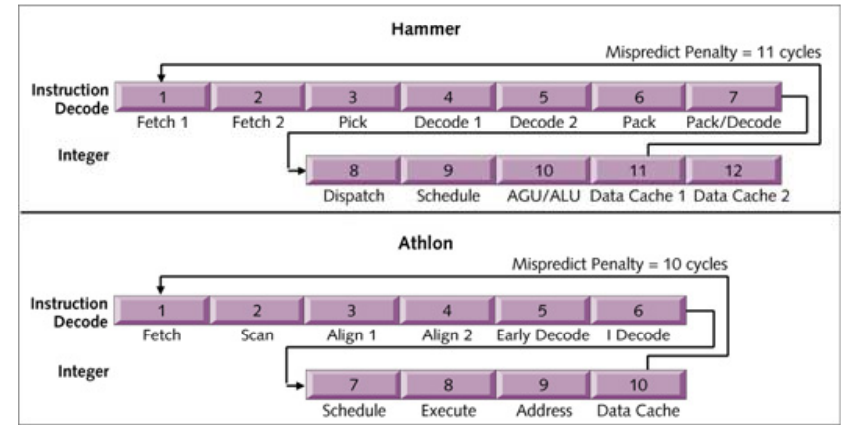 Hammer
Mispredict Penalty = 11 cycles
Instruction
Decode
1 2 3 4 5 6 7
Fetch 1 Fetch 2 Pick Decode 1 Decode 2 Pack Pack/Decode
Integer
8 9 10 11 12
Dispatch Schedule AGU/ALU Data Cache 1 Data Cache 2
Athlon
Mispredict Penalty = 10 cycles
Instruction
Decode
1 2 3 4 5 6
Fetch Scan Align 1 Align 2 Early Decode I Decode
Integer
7 8 9 10
Schedule Execute Address Data Cache